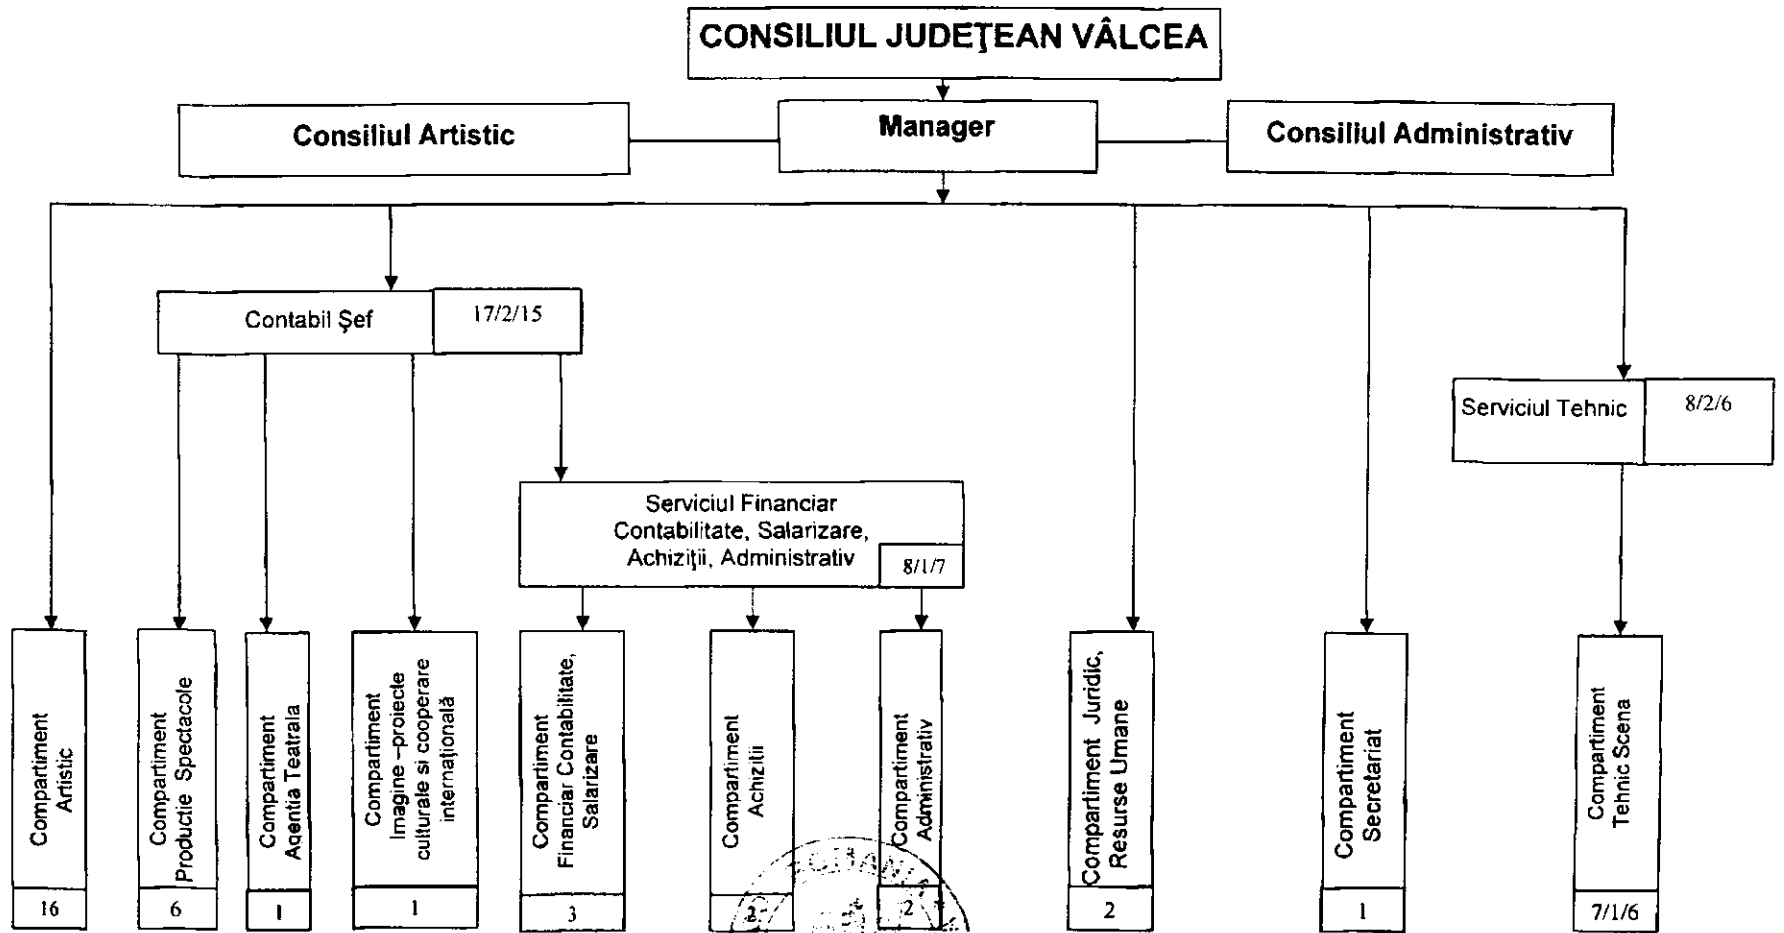 CONSILIUL JUDEŢEAN VÂLCEA
Consiliul Artistic
Manager
Consiliul Administrativ
Contabil Şef
17/2/15
Serviciul Tehnic
8/2/6
Serviciul Financiar
Contabilitate, Salarizare,
Achiziţii, Administrativ
8/1/7
Compartiment
Artistic
16
Compartiment
Productie Spectacole
6
Compartiment
Agentia Teatrala
1
Compartiment
Imagine –proiecte
culturale si cooperare
internaţională
1
Compartiment
Financiar Contabilitate,
Salarizare
3
Compartiment
Achizitii
2
Compartiment
Administrativ
2
Compartiment Juridic,
Resurse Umane
2
Compartiment
Secretariat
1
Compartiment
Tehnic Scena
7/1/6